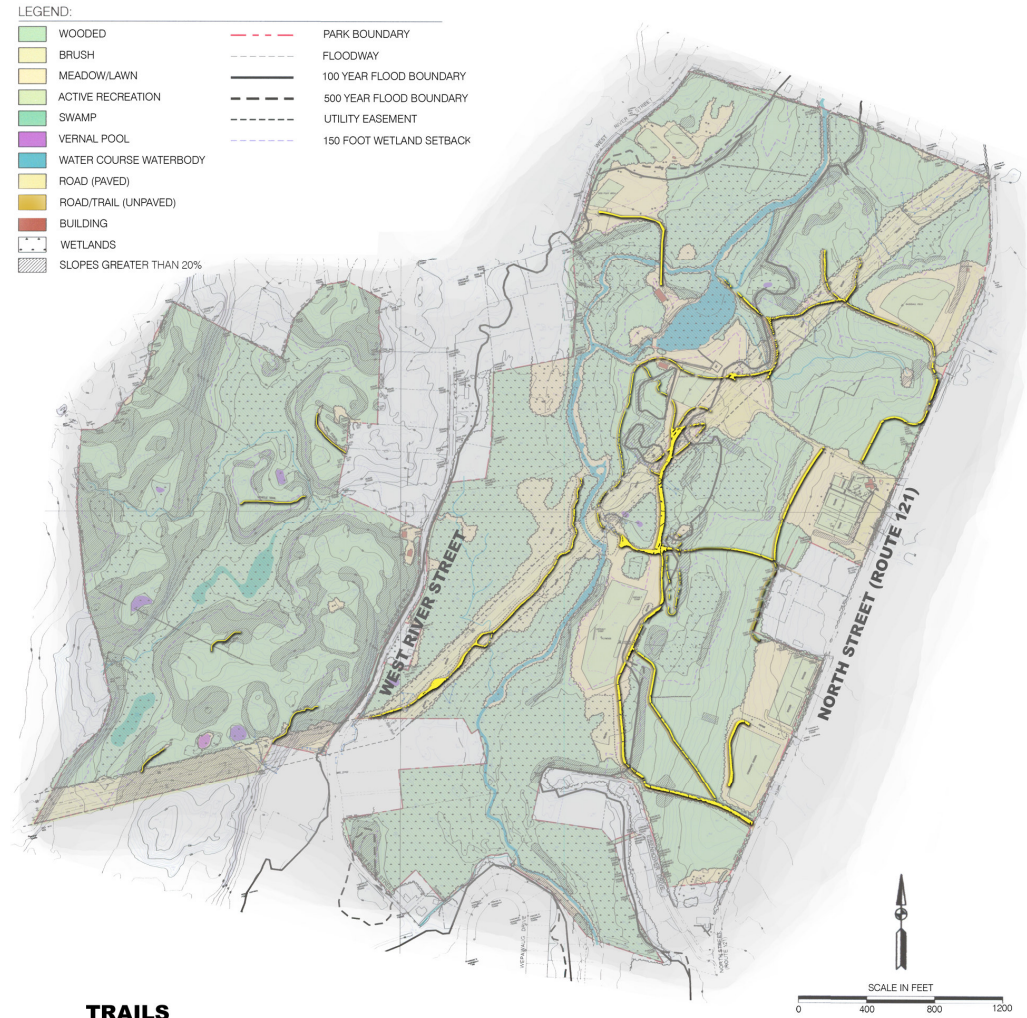 LEGEND:
WOODED
BRUSH
MEADOW/LAWN
ACTIVE RECREATION
SWAMP
VERNAL POOL
WATER COURSE WATERBODY
ROAD (PAVED)
ROAD/TRAIL (UNPAVED)
BUILDING
WETLANDS
SLOPES GREATER THAN 20%
PARK BOUNDARY
FLOODWAY
100 YEAR FLOOD BOUNDARY
500 YEAR FLOOD BOUNDARY
UTILITY EASEMENT
150 FOOT WETLAND SETBACK
WEST RIVER STREET
NORTH STREET (ROUTE 121)
WEPAWAUG DRIVE
SCALE IN FEET
0 400 800 1200
TRAILS